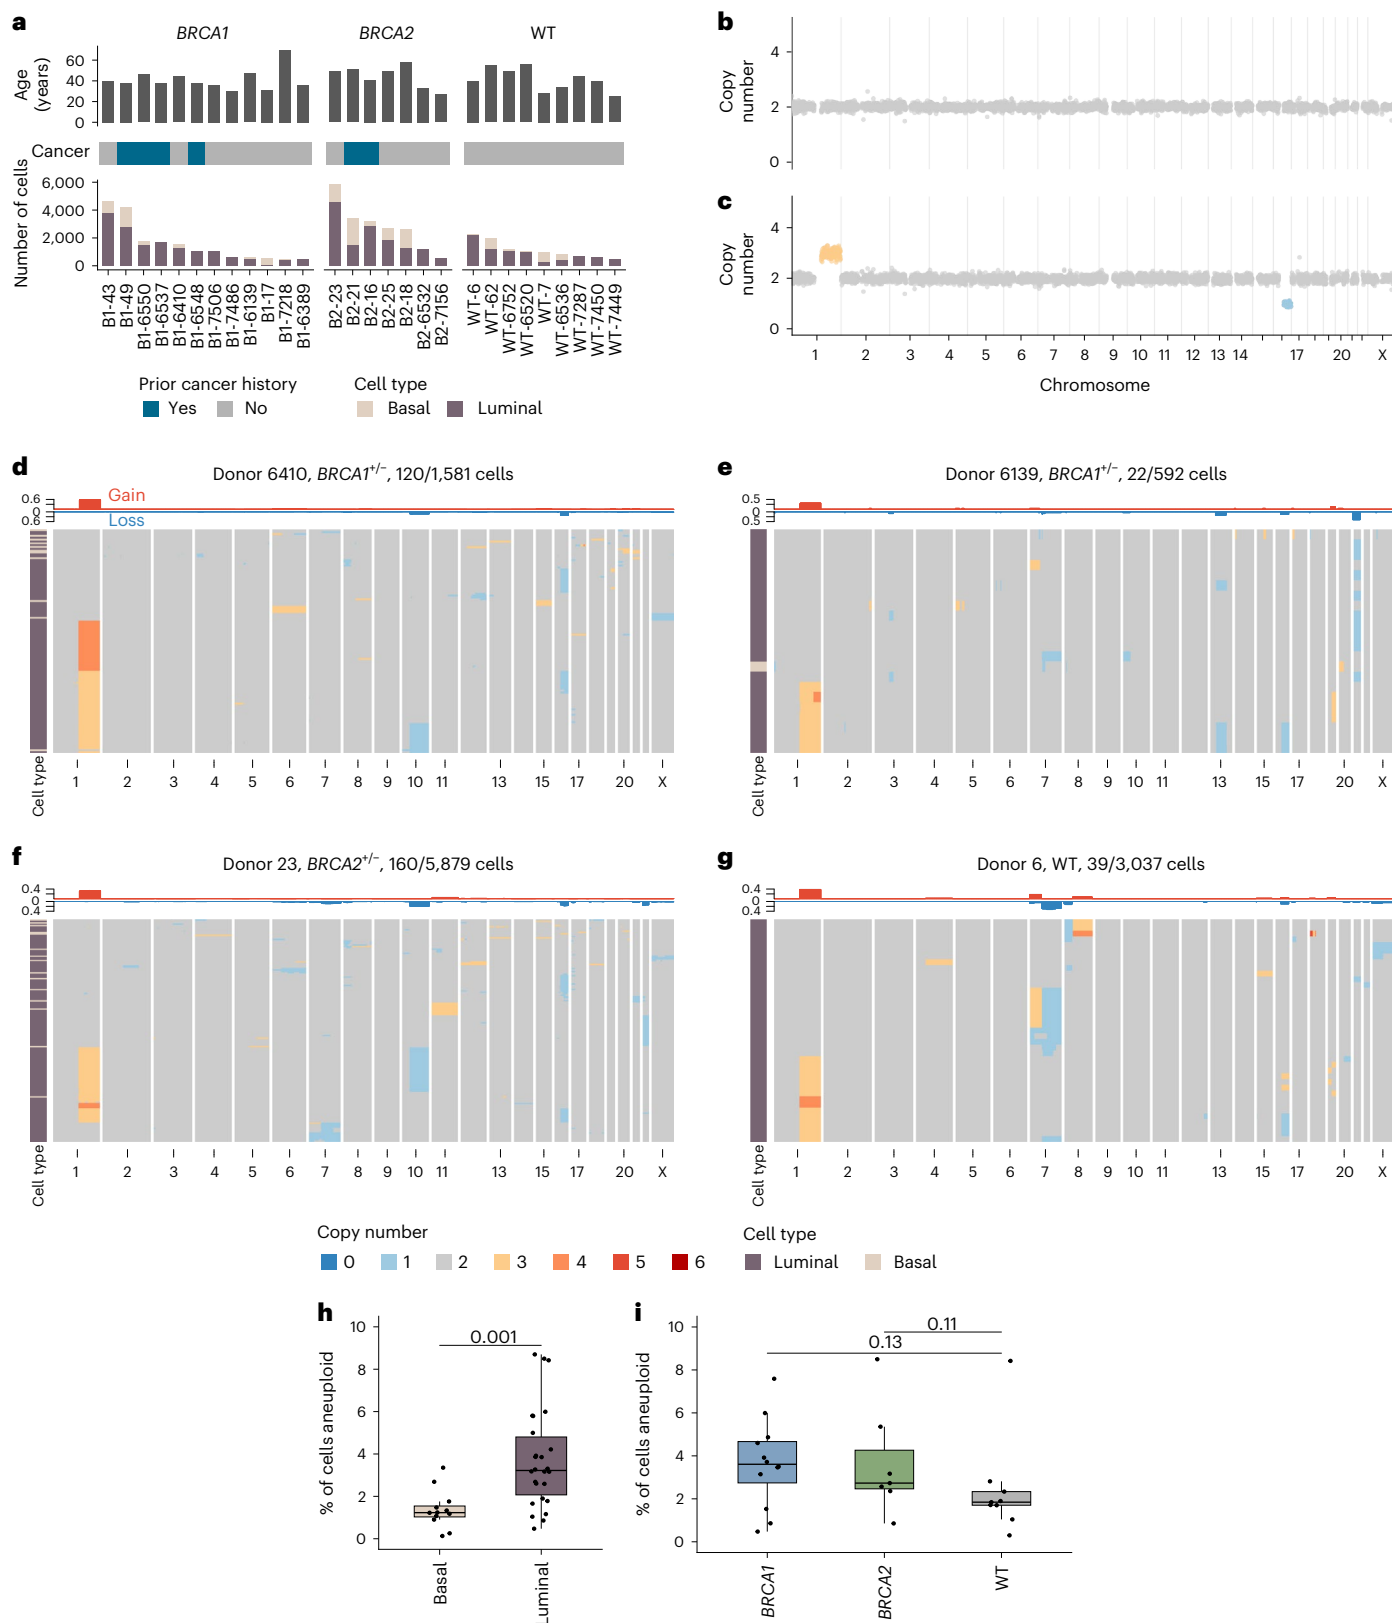 a
BRCA1 BRCA2 WT
Age (years)
60
40
20
0
Cancer
Number of cells
6,000
4,000
2,000
0
B1-43 B1-49 B1-6550 B1-6537 B1-6410 B1-6548 B1-7506 B1-7486 B1-6139 B1-17 B1-7218 B1-6389
B2-23 B2-21 B2-16 B2-25 B2-18 B2-6532 B2-7156
WT-6 WT-62 WT-6752 WT-6520 WT-7 WT-6536 WT-7287 WT-7450 WT-7449
Prior cancer history
Yes No
Cell type
Basal Luminal
b
Copy number
4
2
0
c
Copy number
4
2
0
1 2 3 4 5 6 7 8 9 10 11 12 13 14 17 20 X
Chromosome
d
Donor 6410, BRCA1+/−, 120/1,581 cells
0.6
0
0.6
Gain
Loss
Cell type
1 2 3 4 5 6 7 8 9 10 11 13 15 17 20 X
e
Donor 6139, BRCA1+/−, 22/592 cells
0.5
0
0.5
Cell type
1 2 3 4 5 6 7 8 9 10 11 13 15 17 20 X
f
Donor 23, BRCA2+/−, 160/5,879 cells
0.4
0
0.4
Cell type
1 2 3 4 5 6 7 8 9 10 11 13 15 17 20 X
g
Donor 6, WT, 39/3,037 cells
0.4
0
0.4
Cell type
1 2 3 4 5 6 7 8 9 10 11 13 15 17 20 X
Copy number
0 1 2 3 4 5 6
Cell type
Luminal Basal
h
% of cells aneuploid
10
8
6
4
2
0
0.001
Basal Luminal
i
% of cells aneuploid
10
8
6
4
2
0
0.11
0.13
BRCA1 BRCA2 WT